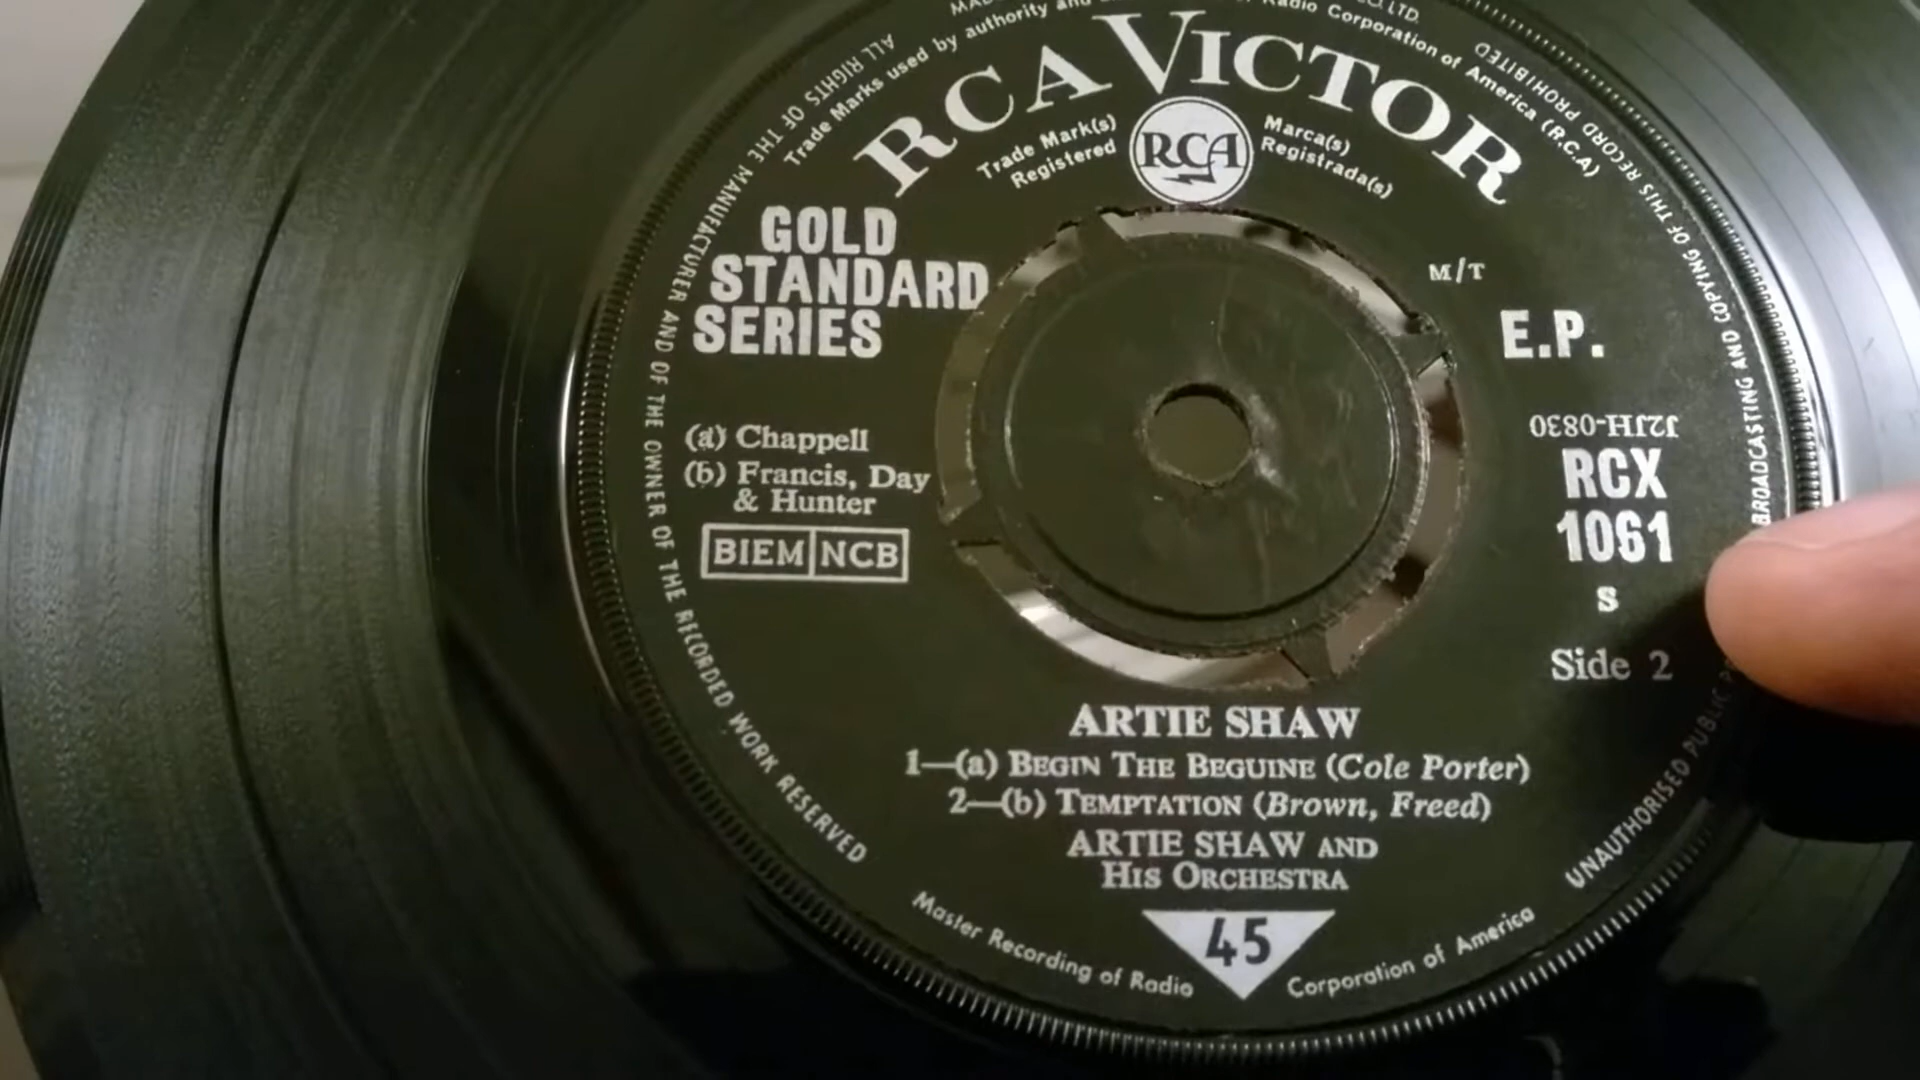 Trade Marks used by authority and
Radio Corporation of America (R.C.A)
RCA VICTOR
Trade Mark(s)
Registered
RCA
Marca(s)
Registrada(s)
GOLD
STANDARD
SERIES
M/T
E.P.
(a) Chappell
(b) Francis, Day
& Hunter
BIEM NCB
J2JH-0830
RCX
1061
s
Side 2
ARTIE SHAW
1—(a) BEGIN THE BEGUINE (Cole Porter)
2—(b) TEMPTATION (Brown, Freed)
ARTIE SHAW AND
HIS ORCHESTRA
45
Master Recording of Radio Corporation of America
ALL RIGHTS OF THE MANUFACTURER AND OF THE OWNER OF THE RECORDED WORK RESERVED
UNAUTHORISED PUBLIC
BROADCASTING AND COPYING OF THIS RECORD PROHIBITED